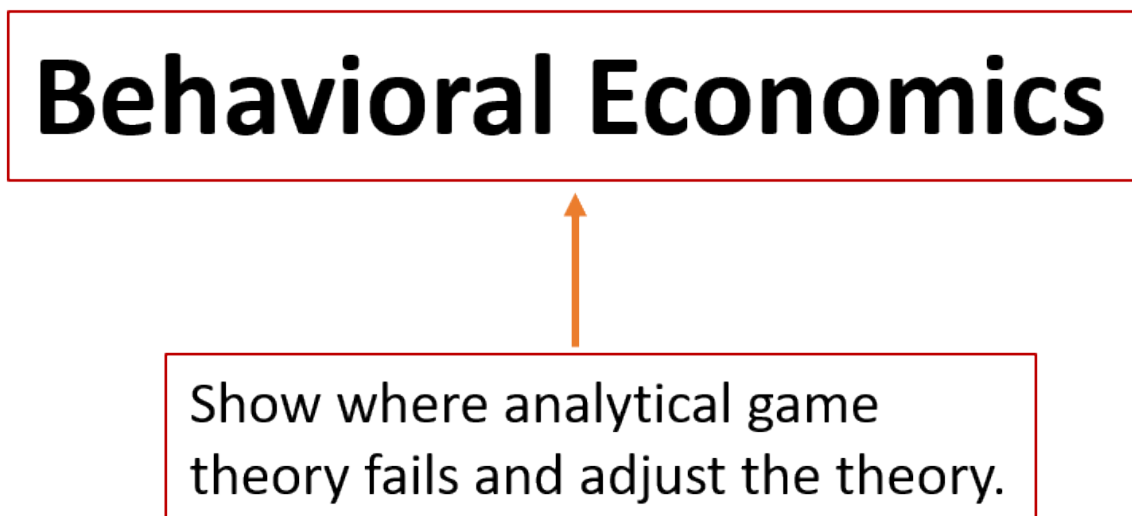 Behavioral Economics
Show where analytical game
theory fails and adjust the theory.